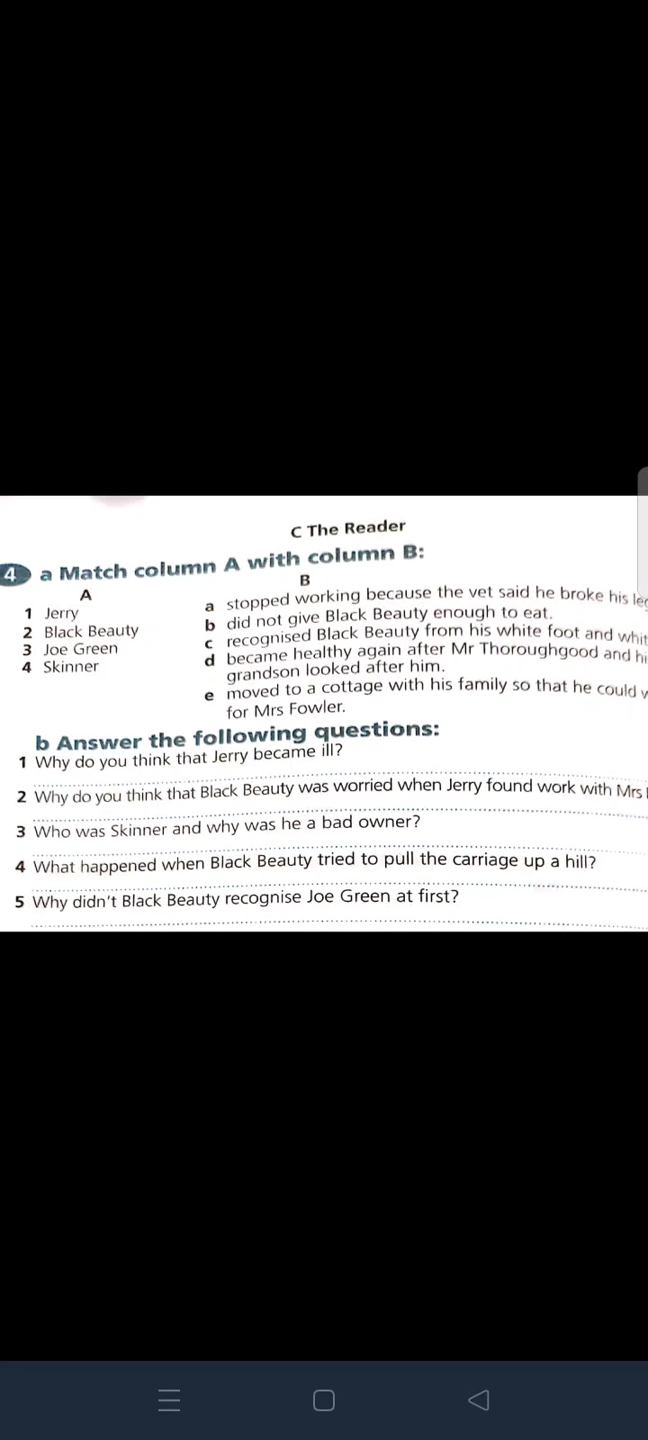 C The Reader
4 a Match column A with column B:
A
B
1 Jerry
2 Black Beauty
3 Joe Green
4 Skinner
a stopped working because the vet said he broke his
b did not give Black Beauty enough to eat.
c recognised Black Beauty from his white foot and
d became healthy again after Mr Thoroughgood and
grandson looked after him.
e moved to a cottage with his family so that he could
for Mrs Fowler.
b Answer the following questions:
1 Why do you think that Jerry became ill?
2 Why do you think that Black Beauty was worried when Jerry found work with Mrs
3 Who was Skinner and why was he a bad owner?
4 What happened when Black Beauty tried to pull the carriage up a hill?
5 Why didn't Black Beauty recognise Joe Green at first?